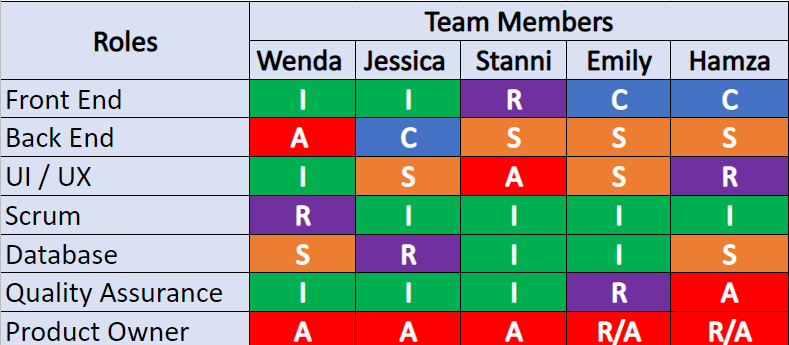 Roles Team Members
Wenda Jessica Stanni Emily Hamza
Front End I I R C C
Back End A C S S S
UI / UX I S A S R
Scrum R I I I I
Database S R I I S
Quality Assurance I I I R A
Product Owner A A A R/A R/A